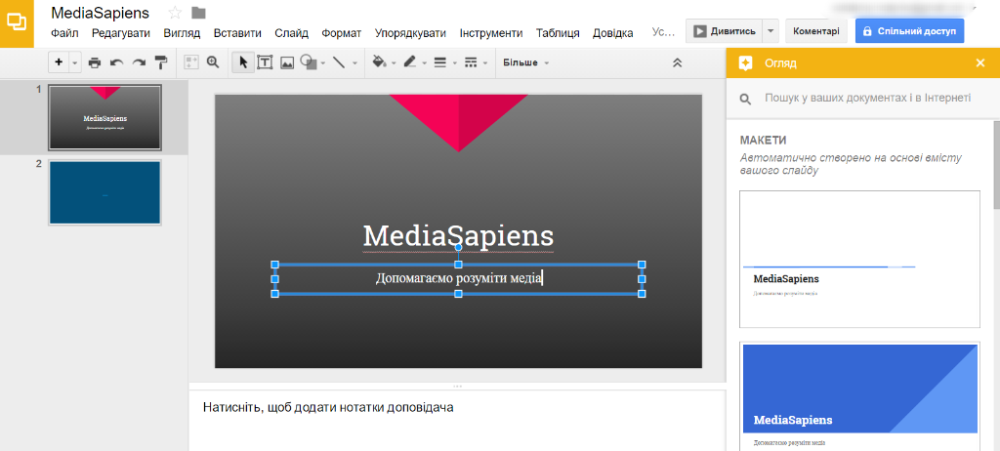 MediaSapiens
Файл Редагувати Вигляд Вставити Слайд Формат Упорядкувати Інструменти Таблиця Довідка Ус...
Дивитись
Коментарі
Спільний доступ
Більше
1
MediaSapiens
Допомагаємо розуміти медіа
2
MediaSapiens
Допомагаємо розуміти медіа
Натисніть, щоб додати нотатки доповідача
Огляд
Пошук у ваших документах і в Інтернеті
МАКЕТИ
Автоматично створено на основі вмісту
вашого слайду
MediaSapiens
Допомагаємо розуміти медіа
MediaSapiens
Допомагаємо розуміти медіа